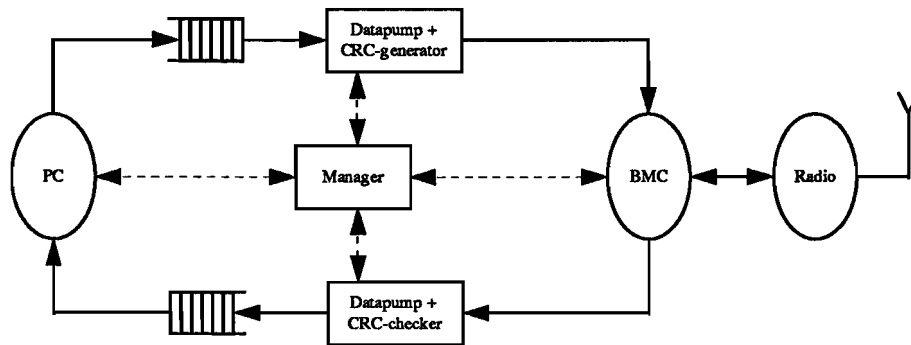 Datapump +
CRC-generator
PC
Manager
BMC
Radio
Datapump +
CRC-checker